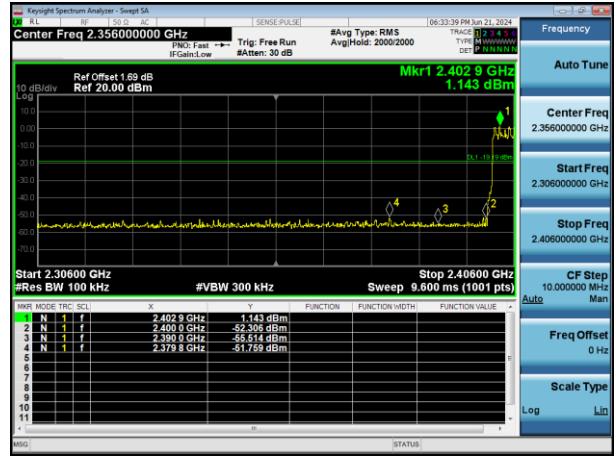 Keysight Spectrum Analyzer - Swept SA
RL RF 50 Ω AC SENSE:PULSE 06:33:39 PM Jun 21, 2024
Center Freq 2.356000000 GHz #Avg Type: RMS TRACE 1 2 3 4 5 6
PNO: Fast Trig: Free Run Avg|Hold: 2000/2000 TYPE M WWWWW
IFGain:Low #Atten: 30 dB DET P N N N N N
Ref Offset 1.69 dB Mkr1 2.402 9 GHz
10 dB/div Ref 20.00 dBm 1.143 dBm
Log
10.0
0.00
-10.0
-20.0
-30.0
-40.0
-50.0
-60.0
-70.0
1
4
3
2
Start 2.30600 GHz Stop 2.40600 GHz
#Res BW 100 kHz #VBW 300 kHz Sweep 9.600 ms (1001 pts)
MKR MODE TRC SCL X Y FUNCTION FUNCTION WIDTH FUNCTION VALUE
1 N 1 f 2.402 9 GHz 1.143 dBm
2 N 1 f 2.400 0 GHz -52.306 dBm
3 N 1 f 2.390 0 GHz -55.514 dBm
4 N 1 f 2.379 8 GHz -51.759 dBm
5
6
7
8
9
10
11
MSG STATUS
Frequency
Auto Tune
Center Freq
2.356000000 GHz
Start Freq
2.306000000 GHz
Stop Freq
2.406000000 GHz
CF Step
10.000000 MHz
Auto Man
Freq Offset
0 Hz
Scale Type
Log Lin